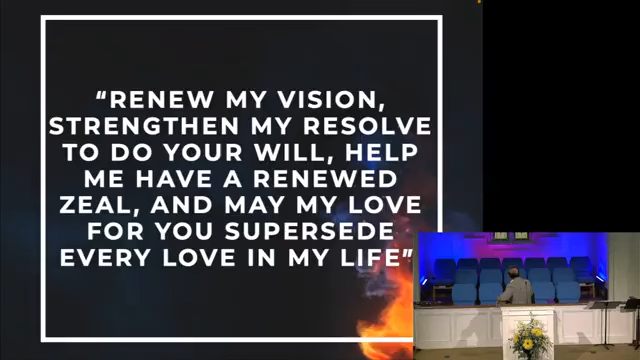 “RENEW MY VISION,
STRENGTHEN MY RESOLVE
TO DO YOUR WILL, HELP
ME HAVE A RENEWED
ZEAL, AND MAY MY LOVE
FOR YOU SUPERSEDE
EVERY LOVE IN MY LIFE”